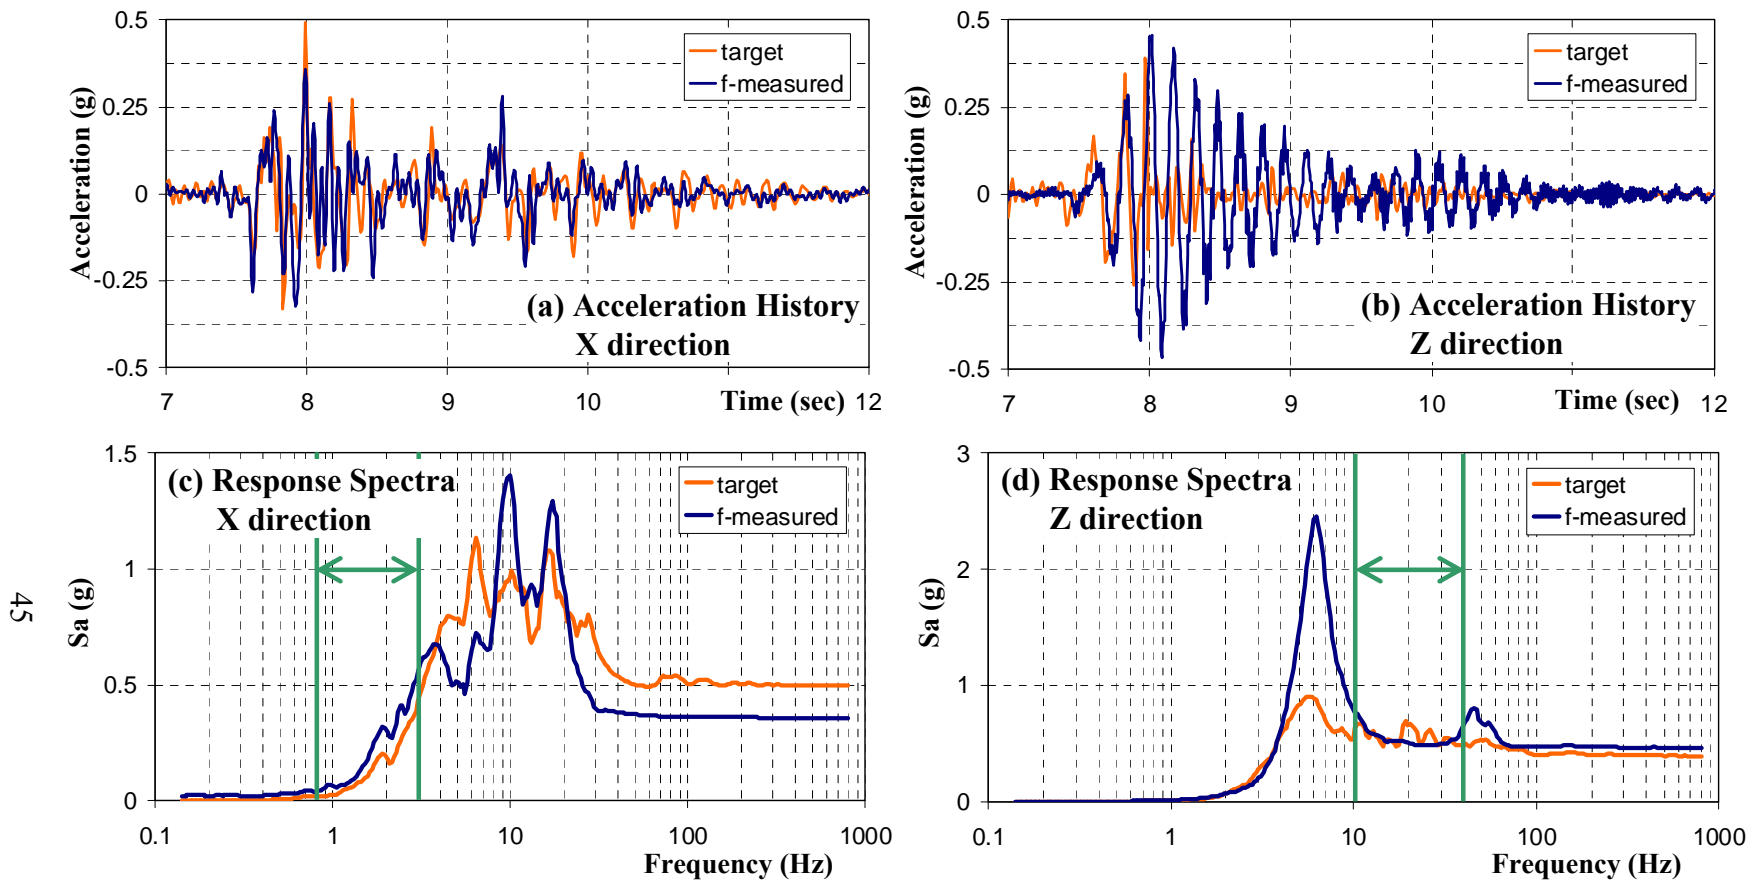 0.5
0.25
0
-0.25
-0.5
Acceleration (g)
target
f-measured
(a) Acceleration History
X direction
7
8
9
10
Time (sec)
12
0.5
0.25
0
-0.25
-0.5
Acceleration (g)
target
f-measured
(b) Acceleration History
Z direction
7
8
9
10
Time (sec)
12
1.5
1
0.5
0
Sa (g)
(c) Response Spectra
X direction
target
f-measured
0.1
1
10
100
1000
Frequency (Hz)
3
2
1
0
Sa (g)
(d) Response Spectra
Z direction
target
f-measured
0.1
1
10
100
1000
Frequency (Hz)
45